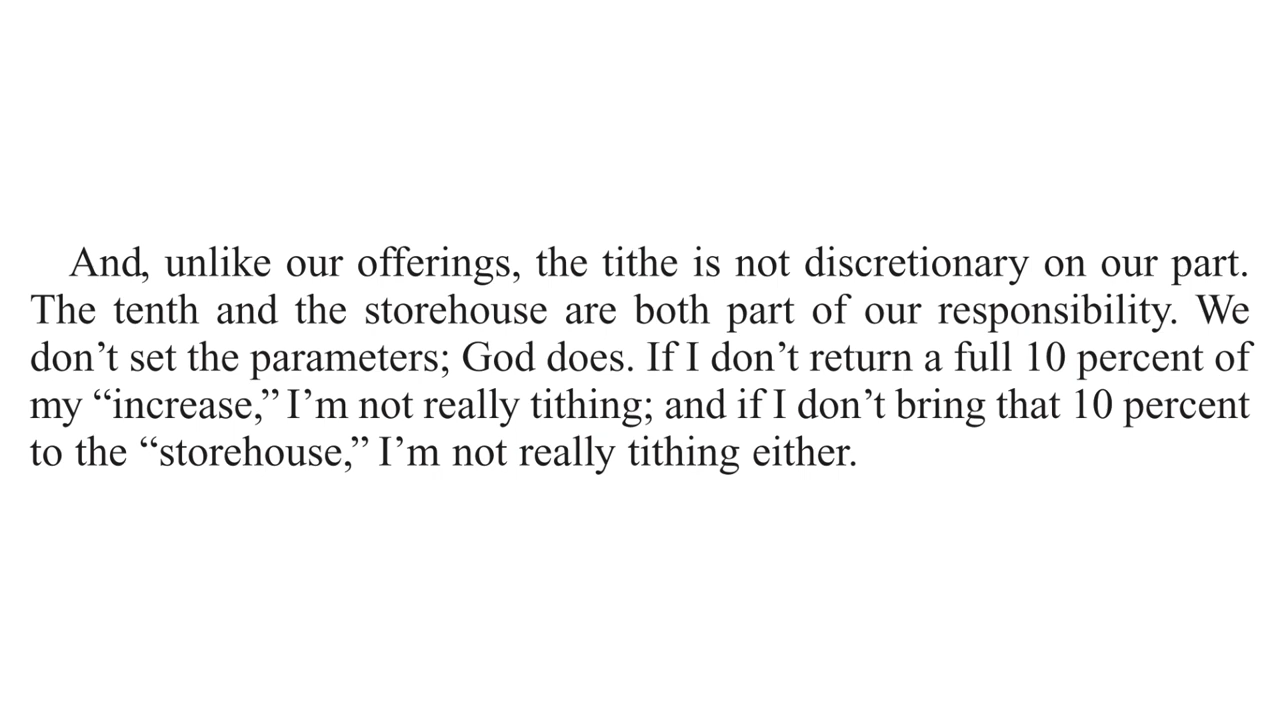 And, unlike our offerings, the tithe is not discretionary on our part.
The tenth and the storehouse are both part of our responsibility. We
don’t set the parameters; God does. If I don’t return a full 10 percent of
my “increase,” I’m not really tithing; and if I don’t bring that 10 percent
to the “storehouse,” I’m not really tithing either.